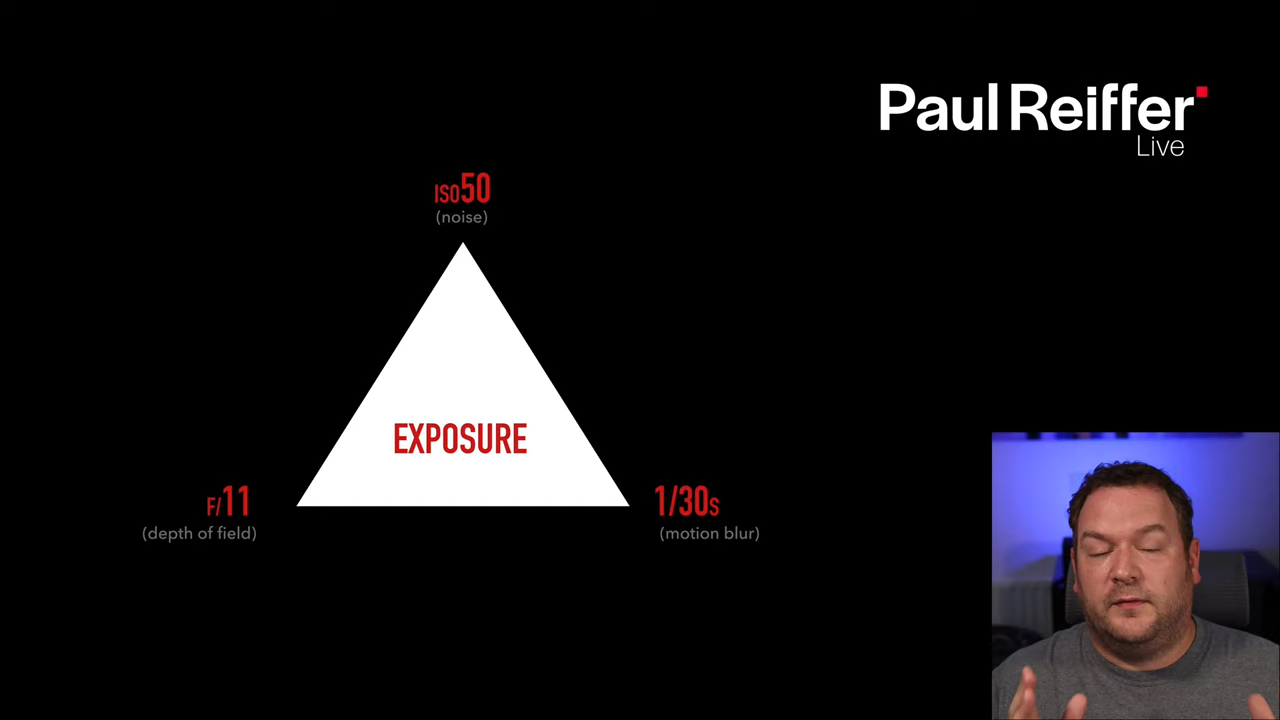 Paul Reiffer
Live
ISO50
(noise)
EXPOSURE
F/11
(depth of field)
1/30S
(motion blur)